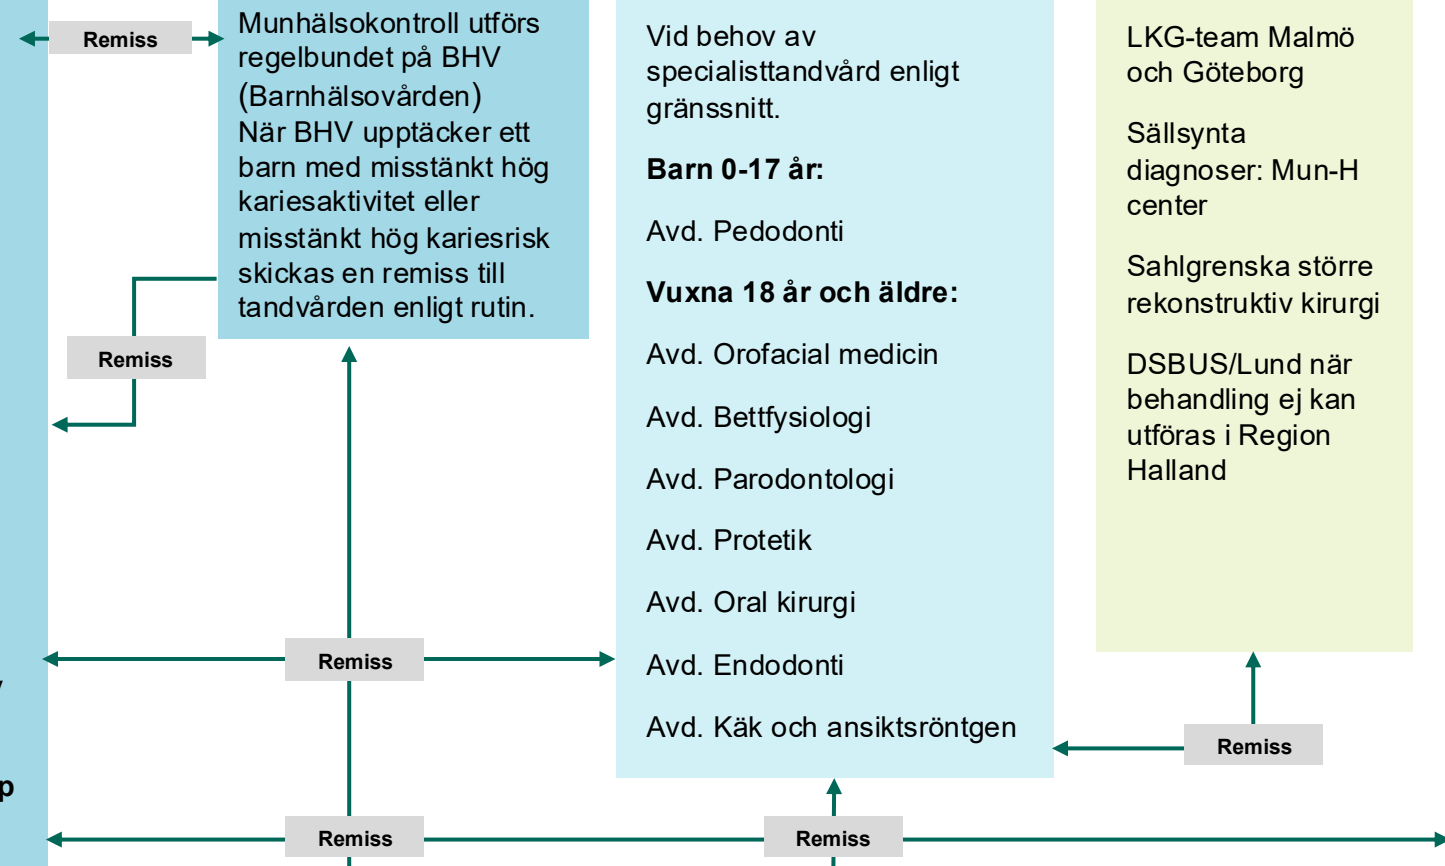 Remiss
Munhälsokontroll utförs
regelbundet på BHV
(Barnhälsovården)
När BHV upptäcker ett
barn med misstänkt hög
kariesaktivitet eller
misstänkt hög kariesrisk
skickas en remiss till
tandvården enligt rutin.
Remiss
Vid behov av
specialisttandvård enligt
gränssnitt.
Barn 0-17 år:
Avd. Pedodonti
Vuxna 18 år och äldre:
Avd. Orofacial medicin
Avd. Bettfysiologi
Avd. Parodontologi
Avd. Protetik
Avd. Oral kirurgi
Avd. Endodonti
Avd. Käk och ansiktsröntgen
LKG-team Malmö
och Göteborg
Sällsynta
diagnoser: Mun-H
center
Sahlgrenska större
rekonstruktiv kirurgi
DSBUS/Lund när
behandling ej kan
utföras i Region
Halland
Remiss
Remiss
p
Remiss
Remiss